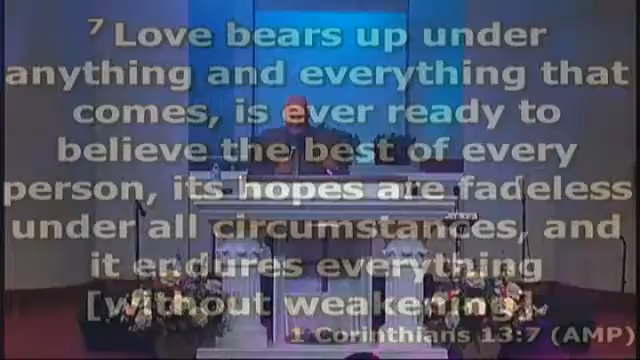 7 Love bears up under
anything and everything that
comes, is ever ready to
believe the best of every
person, its hopes are fadeless
under all circumstances, and
it endures everything
[without weakening].
1 Corinthians 13:7 (AMP)